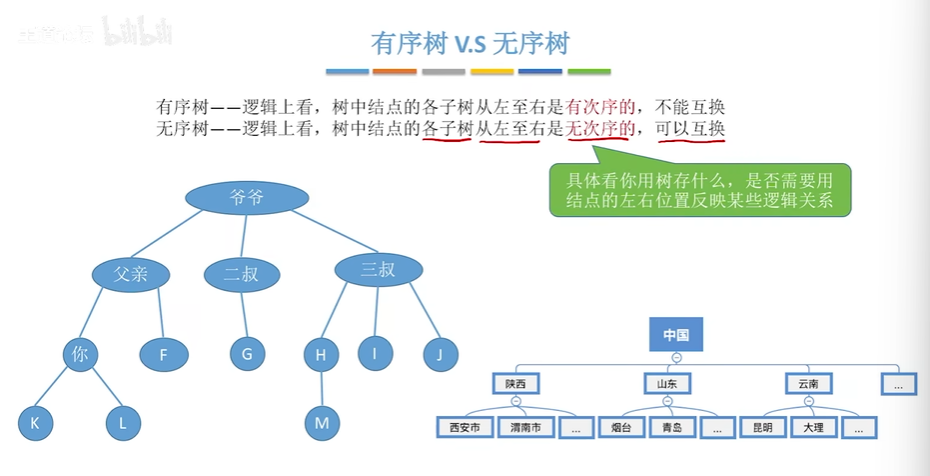 bilibili
有序树 V.S 无序树
有序树——逻辑上看，树中结点的各子树从左至右是有次序的，不能互换
无序树——逻辑上看，树中结点的各子树从左至右是无次序的，可以互换
具体看你用树存什么，是否需要用
结点的左右位置反映某些逻辑关系
爷爷
父亲 二叔 三叔
你 F G H I J
K L M
中国
陕西 山东 云南 ...
西安市 渭南市 ... 烟台 青岛 ... 昆明 大理 ...